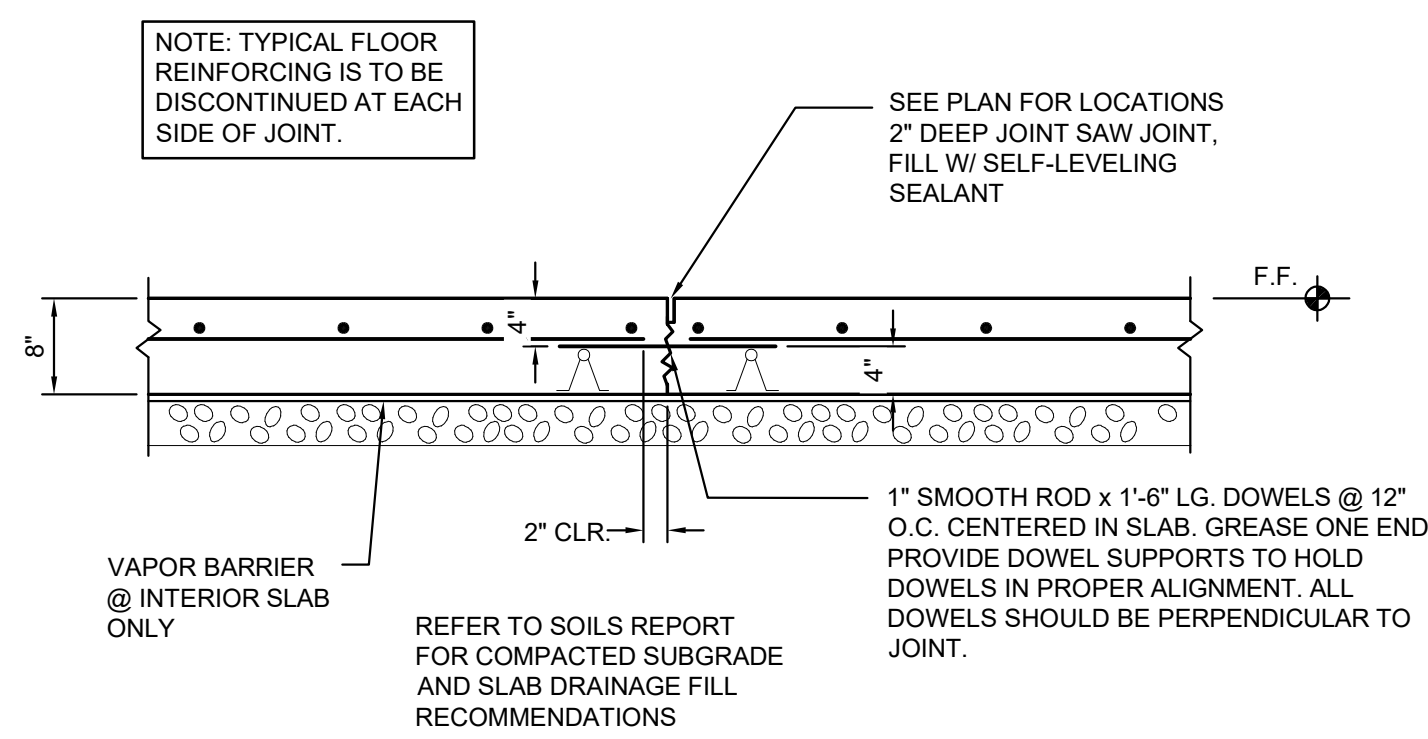 NOTE: TYPICAL FLOOR
REINFORCING IS TO BE
DISCONTINUED AT EACH
SIDE OF JOINT.
SEE PLAN FOR LOCATIONS
2" DEEP JOINT SAW JOINT,
FILL W/ SELF-LEVELING
SEALANT
F.F.
8"
4"
4"
2" CLR.
1" SMOOTH ROD x 1'-6" LG. DOWELS @ 12"
O.C. CENTERED IN SLAB. GREASE ONE END
PROVIDE DOWEL SUPPORTS TO HOLD
DOWELS IN PROPER ALIGNMENT. ALL
DOWELS SHOULD BE PERPENDICULAR TO
JOINT.
VAPOR BARRIER
@ INTERIOR SLAB
ONLY
REFER TO SOILS REPORT
FOR COMPACTED SUBGRADE
AND SLAB DRAINAGE FILL
RECOMMENDATIONS